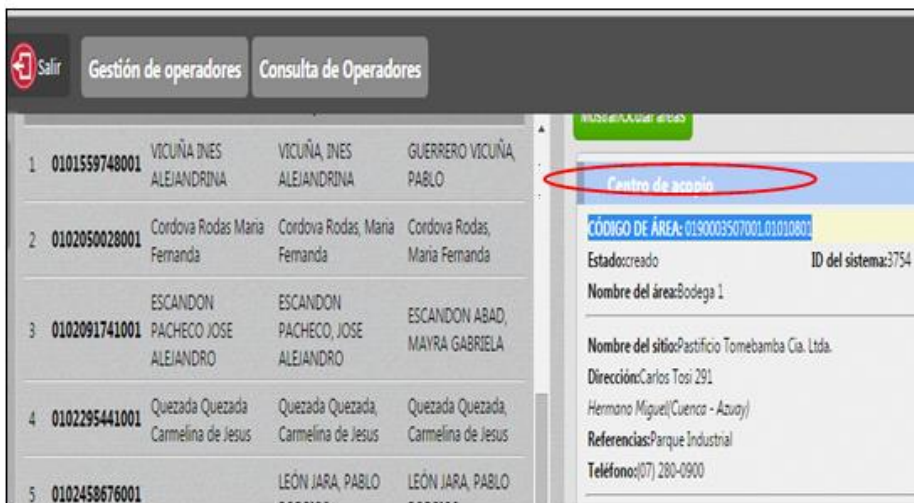 Salir
Gestión de operadores
Consulta de Operadores
1 0101559748001 VICUÑA INES ALEJANDRINA VICUÑA, INES ALEJANDRINA GUERRERO VICUÑA, PABLO
2 0102050028001 Cordova Rodas Maria Fernanda Cordova Rodas, Maria Fernanda Cordova Rodas, Maria Fernanda
3 0102091741001 ESCANDON PACHECO JOSE ALEJANDRO ESCANDON PACHECO, JOSE ALEJANDRO ESCANDON ABAD, MAYRA GABRIELA
4 0102295441001 Quezada Quezada Carmelina de Jesus Quezada Quezada, Carmelina de Jesus Quezada Quezada, Carmelina de Jesus
5 0102458676001 LEÓN JARA, PABLO LEÓN JARA, PABLO
Mostrar/Ocultar áreas
Centro de acopio
CÓDIGO DE ÁREA: 0190003507001.01010801
Estado:creado ID del sistema:3754
Nombre del área:Bodega 1
Nombre del sitio:Pastificio Tomebamba Cia. Ltda.
Dirección:Carlos Tosi 291
Hermano Miguel(Cuenca - Azuay)
Referencias:Parque Industrial
Teléfono:(07) 280-0900